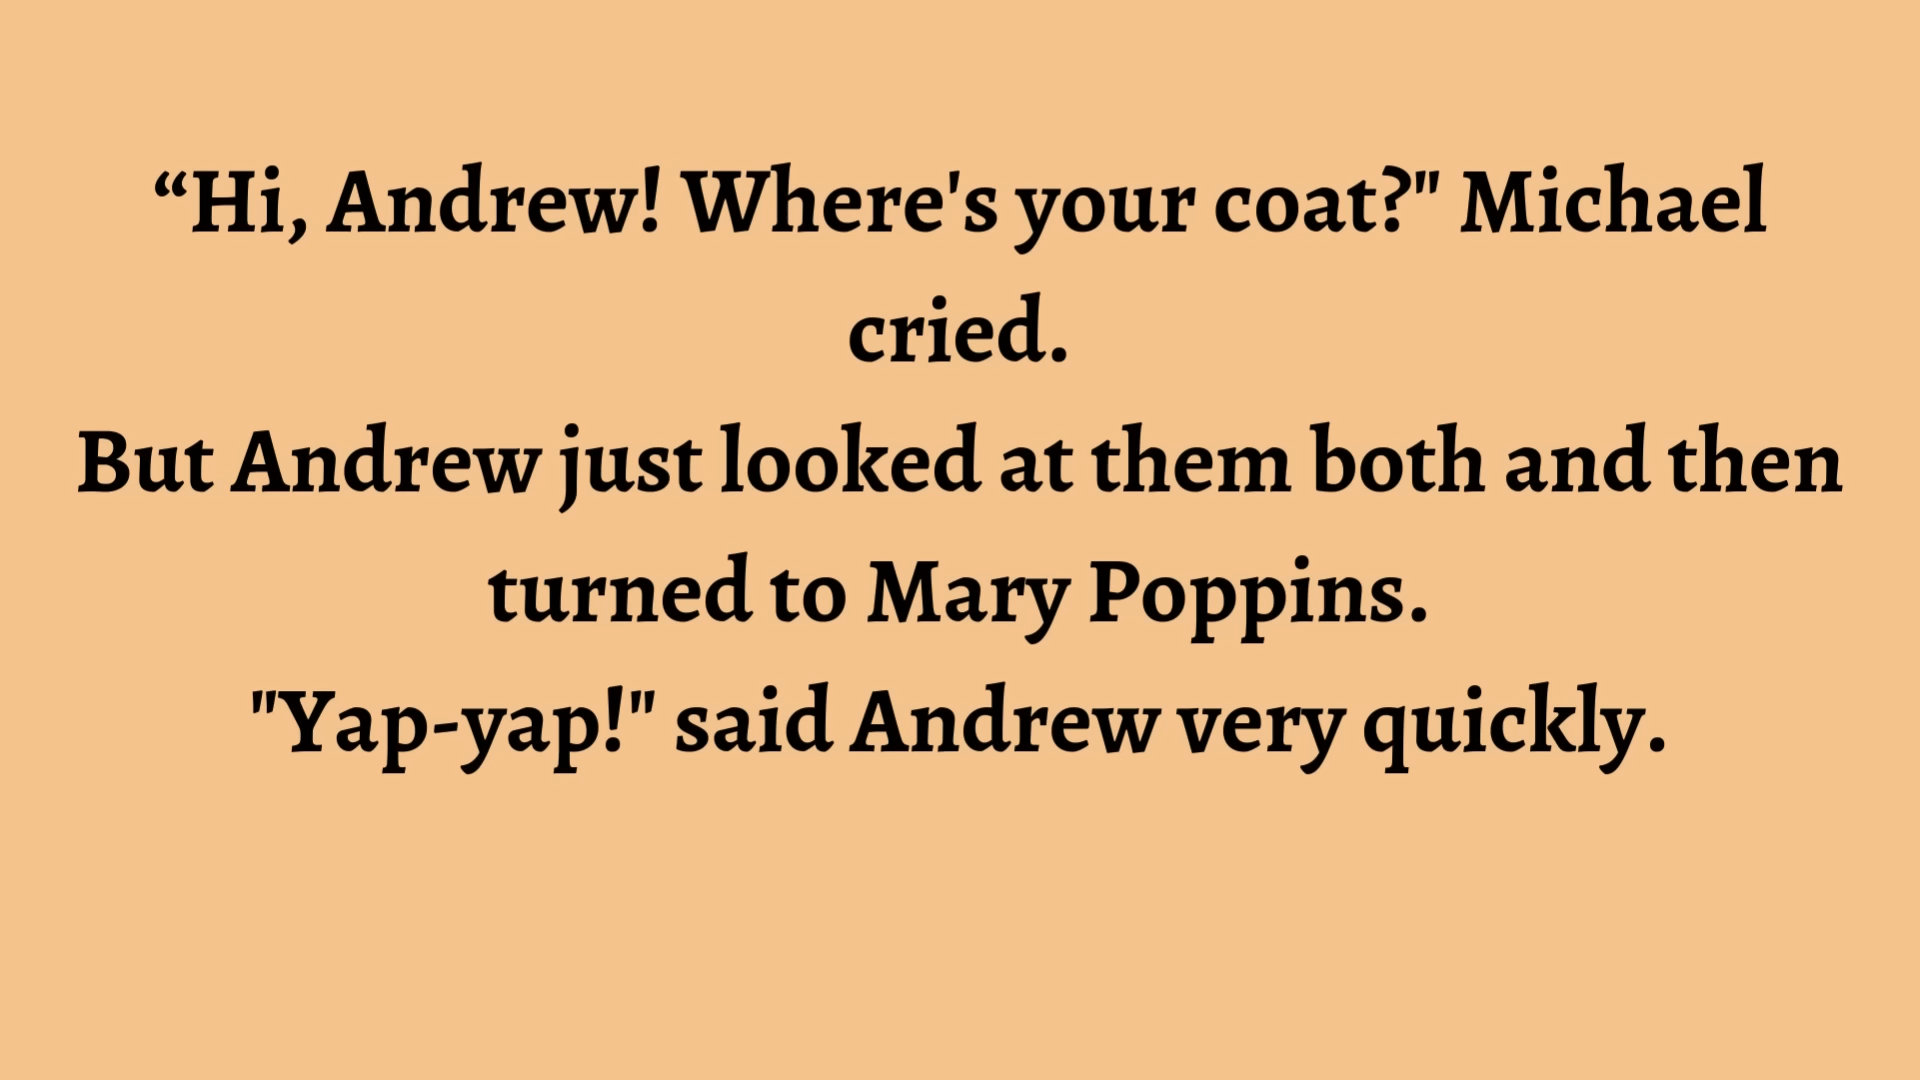 “Hi, Andrew! Where's your coat?" Michael
cried.
But Andrew just looked at them both and then
turned to Mary Poppins.
"Yap-yap!" said Andrew very quickly.